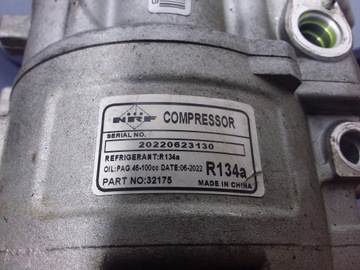 NRF COMPRESSOR
SERIAL NO.
20220623130
REFRIGERANT:R134a
OIL:PAG 46-100cc DATE:06-2022 R134a
PART NO:32175 MADE IN CHINA